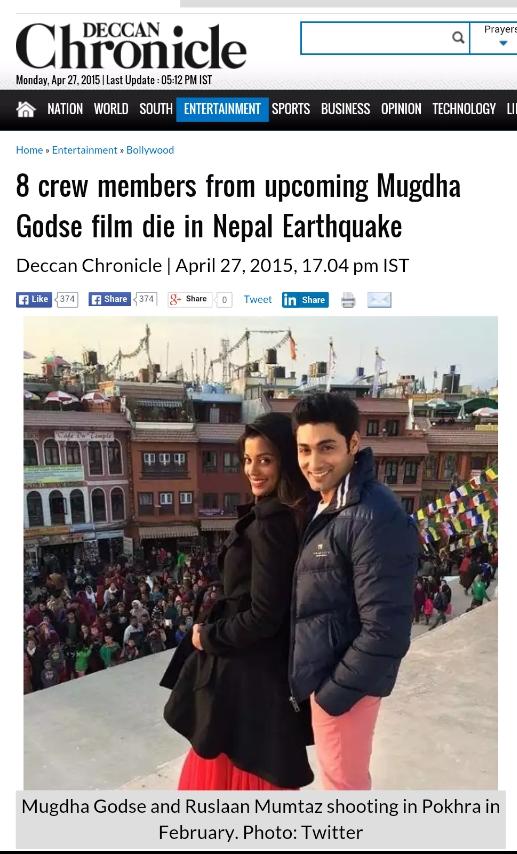 DECCAN
Chronicle
Monday, Apr 27, 2015 | Last Update : 05:12 PM IST
Prayers
NATION WORLD SOUTH ENTERTAINMENT SPORTS BUSINESS OPINION TECHNOLOGY LI
Home » Entertainment » Bollywood
8 crew members from upcoming Mugdha
Godse film die in Nepal Earthquake
Deccan Chronicle | April 27, 2015, 17.04 pm IST
Like 374 Share 374 Share 0 Tweet Share
Mugdha Godse and Ruslaan Mumtaz shooting in Pokhra in
February. Photo: Twitter